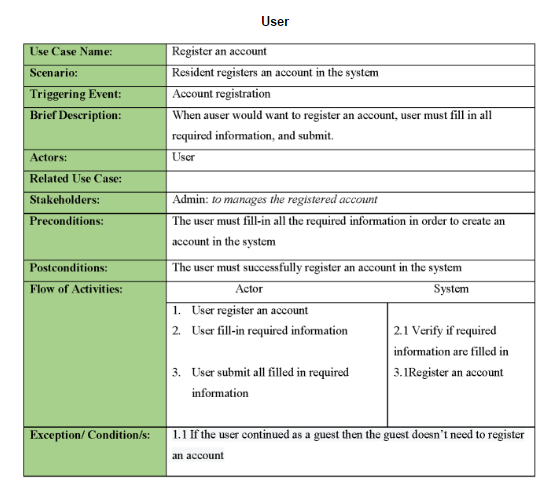 User
Use Case Name: Register an account
Scenario: Resident registers an account in the system
Triggering Event: Account registration
Brief Description: When auser would want to register an account, user must fill in all
required information, and submit.
Actors: User
Related Use Case:
Stakeholders: Admin: to manages the registered account
Preconditions: The user must fill-in all the required information in order to create an
account in the system
Postconditions: The user must successfully register an account in the system
Flow of Activities: Actor System
1. User register an account
2. User fill-in required information 2.1 Verify if required
information are filled in
3. User submit all filled in required 3.1Register an account
information
Exception/ Condition/s: 1.1 If the user continued as a guest then the guest doesn't need to register
an account